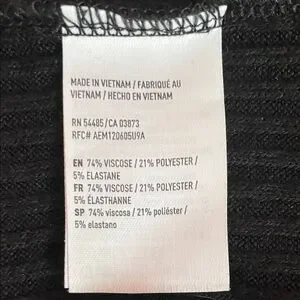 MADE IN VIETNAM / FABRIQUÉ AU
VIETNAM / HECHO EN VIETNAM
RN 54485/CA 03873
RFC# AEM120605U9A
EN 74% VISCOSE / 21% POLYESTER /
5% ELASTANE
FR 74% VISCOSE / 21% POLYESTER /
5% ÉLASTHANNE
SP 74% viscosa / 21% poliéster /
5% elastano